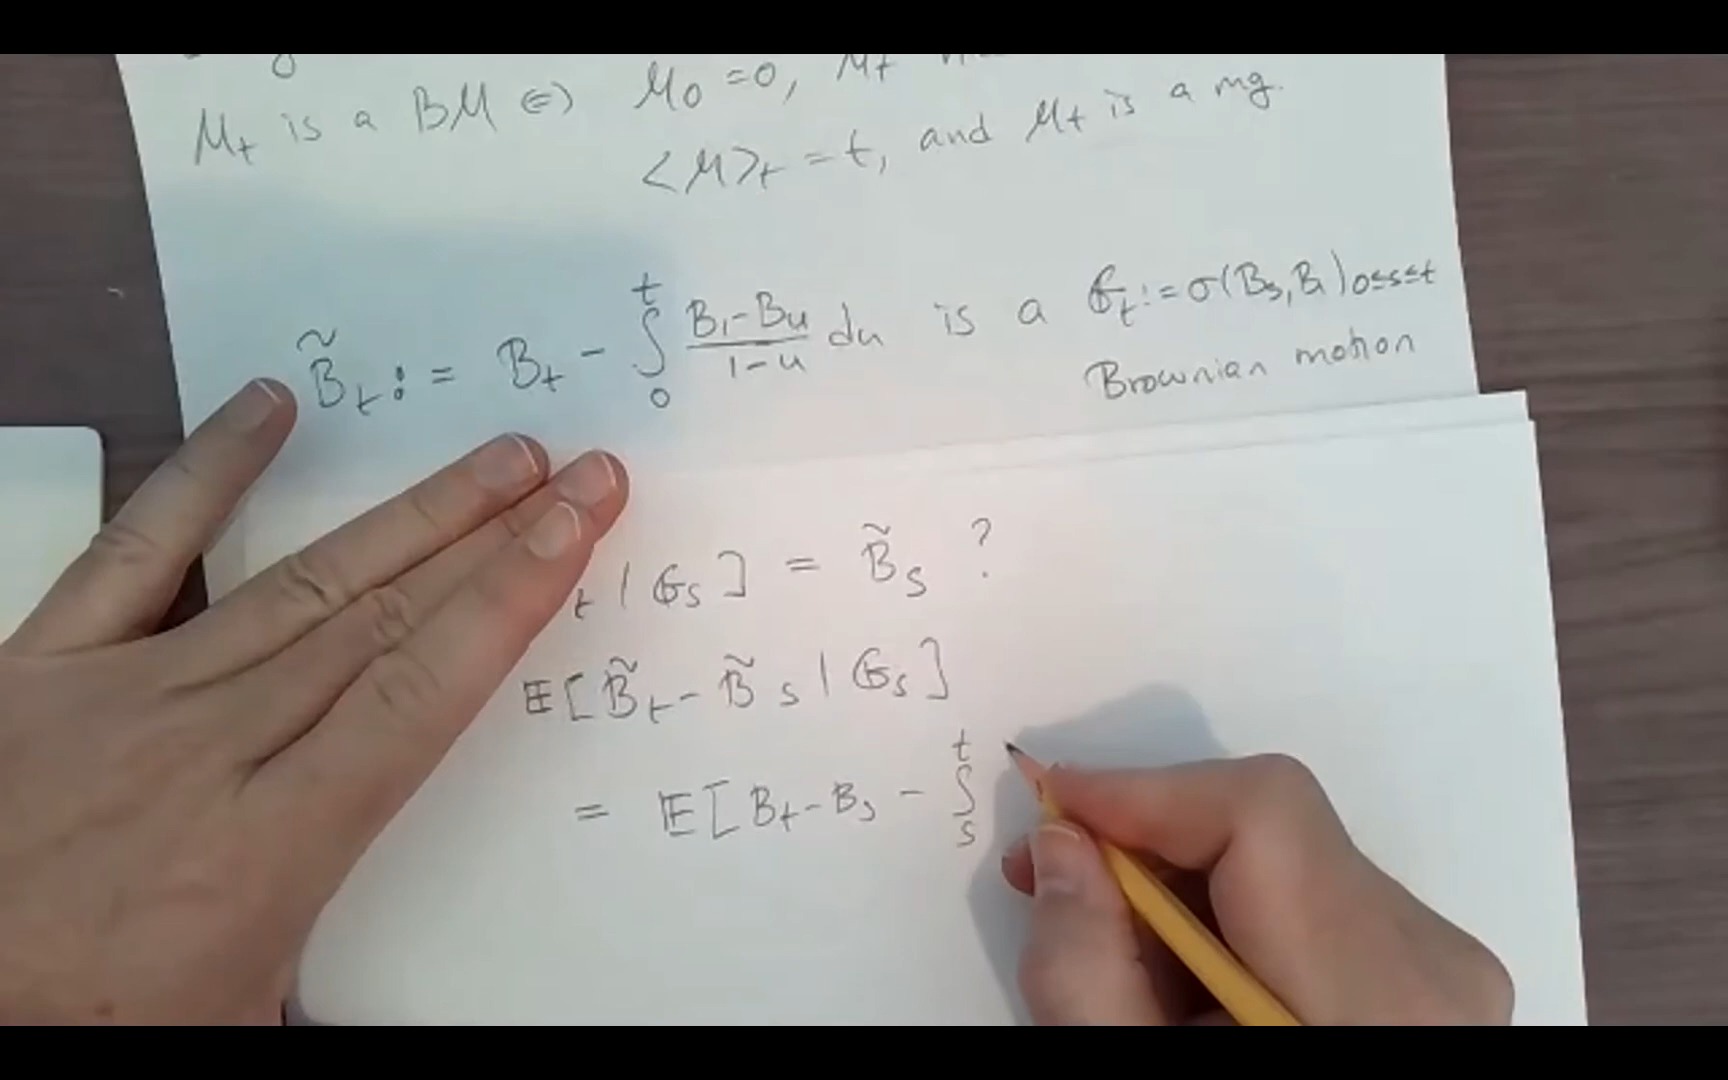 M_t is a BM ⇔ M_0 = 0, M_t
<M>_t = t, and M_t is a mg.
B̃_t := B_t - ∫_0^t (B_1 - B_u)/(1-u) du is a 𝔾_t := σ(B_s, B_1)_{0≤s≤t}
Brownian motion
_t | 𝔾_s] = B̃_s ?
𝔼[B̃_t - B̃_s | 𝔾_s]
= 𝔼[B_t - B_s - ∫_s^t